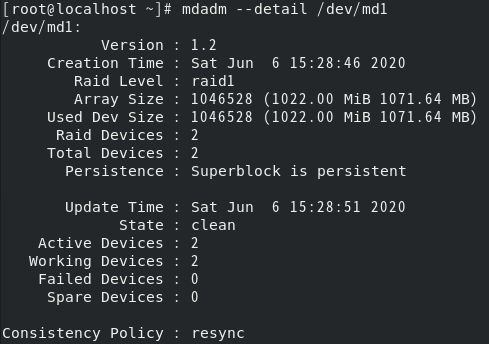 [root@localhost ~]# mdadm --detail /dev/md1
/dev/md1:
Version : 1.2
Creation Time : Sat Jun  6 15:28:46 2020
Raid Level : raid1
Array Size : 1046528 (1022.00 MiB 1071.64 MB)
Used Dev Size : 1046528 (1022.00 MiB 1071.64 MB)
Raid Devices : 2
Total Devices : 2
Persistence : Superblock is persistent
Update Time : Sat Jun  6 15:28:51 2020
State : clean
Active Devices : 2
Working Devices : 2
Failed Devices : 0
Spare Devices : 0
Consistency Policy : resync